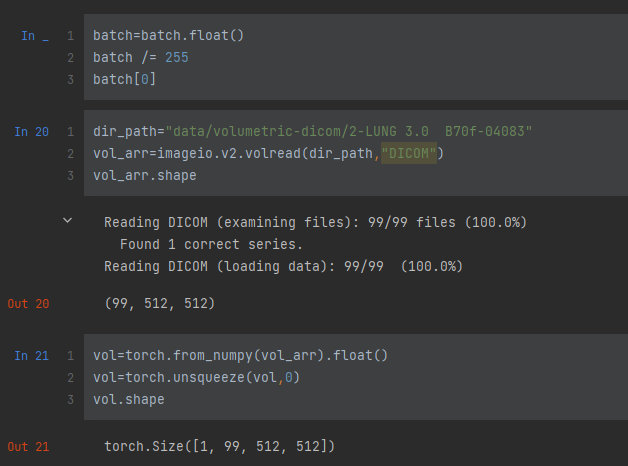 In _ 1 batch=batch.float()
2 batch /= 255
3 batch[0]
In 20 1 dir_path="data/volumetric-dicom/2-LUNG 3.0  B70f-04083"
2 vol_arr=imageio.v2.volread(dir_path,"DICOM")
3 vol_arr.shape
Reading DICOM (examining files): 99/99 files (100.0%)
Found 1 correct series.
Reading DICOM (loading data): 99/99  (100.0%)
Out 20 (99, 512, 512)
In 21 1 vol=torch.from_numpy(vol_arr).float()
2 vol=torch.unsqueeze(vol,0)
3 vol.shape
Out 21 torch.Size([1, 99, 512, 512])